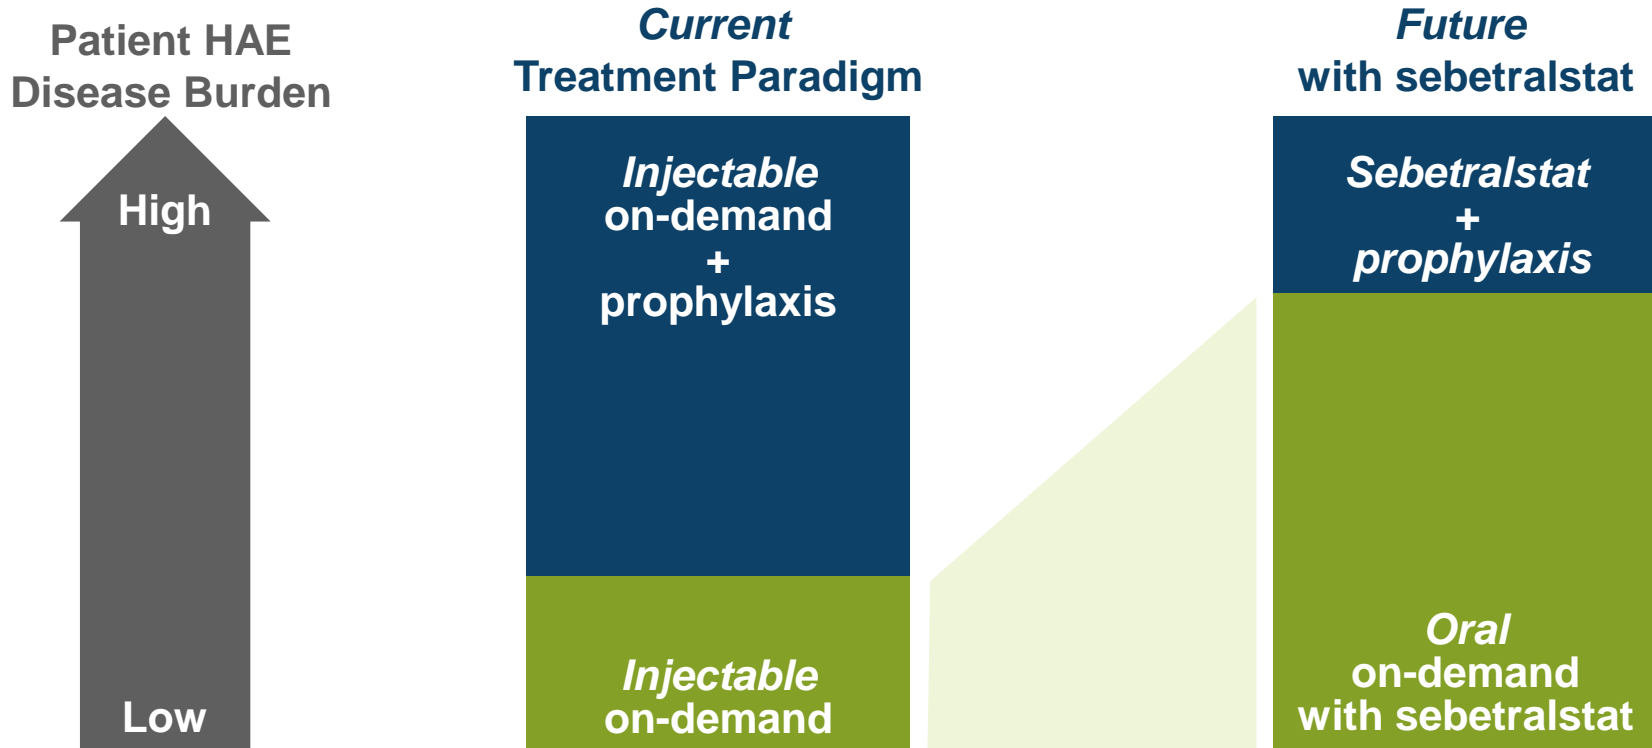 Patient HAE
Disease Burden
High
Low
Current
Treatment Paradigm
Injectable
on-demand
+
prophylaxis
Injectable
on-demand
Future
with sebetralstat
Sebetralstat
+
prophylaxis
Oral
on-demand
with sebetralstat